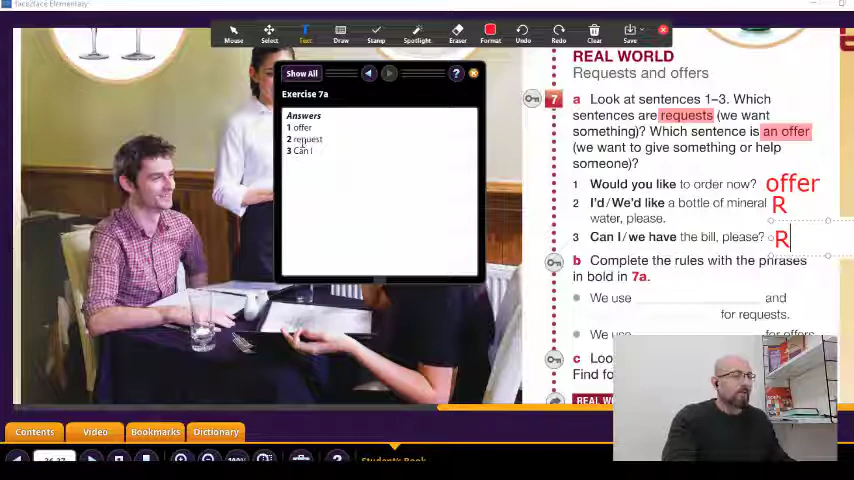 face2face Elementary
Mouse Select Text Draw Stamp Spotlight Eraser Format Undo Redo Clear Save
Show All
?
Exercise 7a
Answers
1 offer
2 request
3 Can I
REAL WORLD
Requests and offers
7 a Look at sentences 1–3. Which
sentences are requests (we want
something)? Which sentence is an offer
(we want to give something or help
someone)?
1 Would you like to order now? offer
2 I'd/We'd like a bottle of mineral R
water, please.
3 Can I/we have the bill, please? R
b Complete the rules with the phrases
in bold in 7a.
We use and
for requests.
We use for offers.
c Loo
Find fo
REAL WOR
Contents Video Bookmarks Dictionary
26-27 100% ? Student's Book